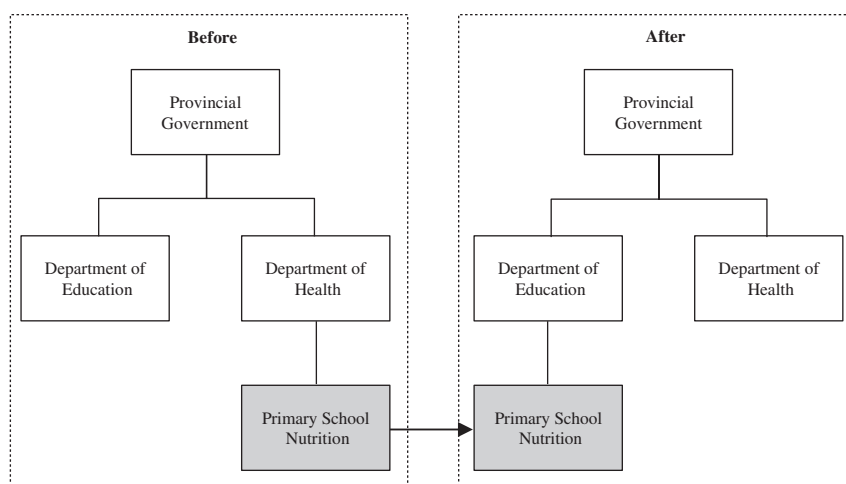 Before
Provincial
Government
Department of
Education
Department of
Health
Primary School
Nutrition
After
Provincial
Government
Department of
Education
Department of
Health
Primary School
Nutrition